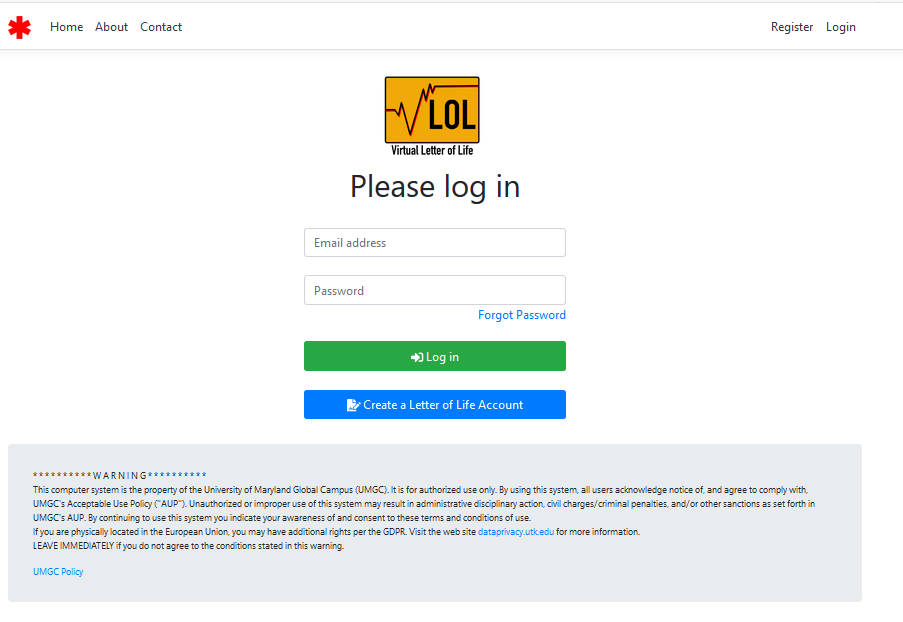 Home About Contact Register Login
LOL
Virtual Letter of Life
Please log in
Email address
Password
Forgot Password
Log in
Create a Letter of Life Account
**********WARNING**********
This computer system is the property of the University of Maryland Global Campus (UMGC). It is for authorized use only. By using this system, all users acknowledge notice of, and agree to comply with,
UMGC's Acceptable Use Policy ("AUP"). Unauthorized or improper use of this system may result in administrative disciplinary action, civil charges/criminal penalties, and/or other sanctions as set forth in
UMGC's AUP. By continuing to use this system you indicate your awareness of and consent to these terms and conditions of use.
If you are physically located in the European Union, you may have additional rights per the GDPR. Visit the web site dataprivacy.utk.edu for more information.
LEAVE IMMEDIATELY if you do not agree to the conditions stated in this warning.
UMGC Policy